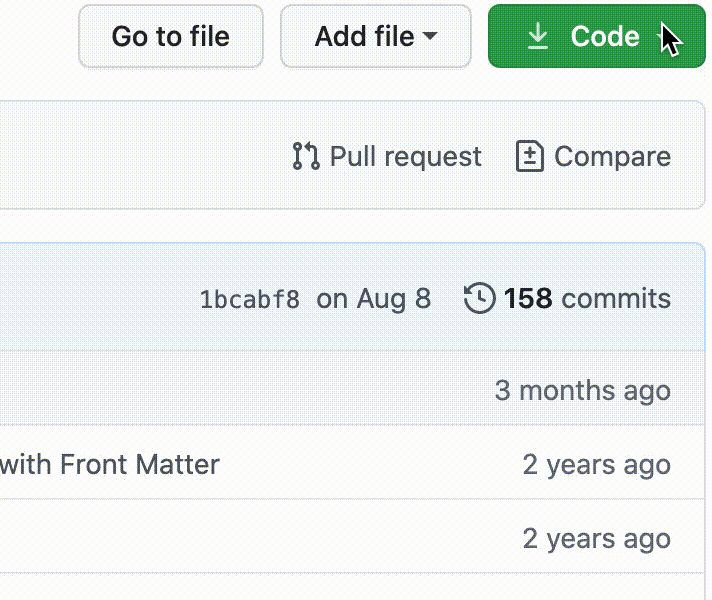 Go to file Add file Code
Pull request Compare
1bcabf8 on Aug 8 158 commits
3 months ago
with Front Matter 2 years ago
2 years ago